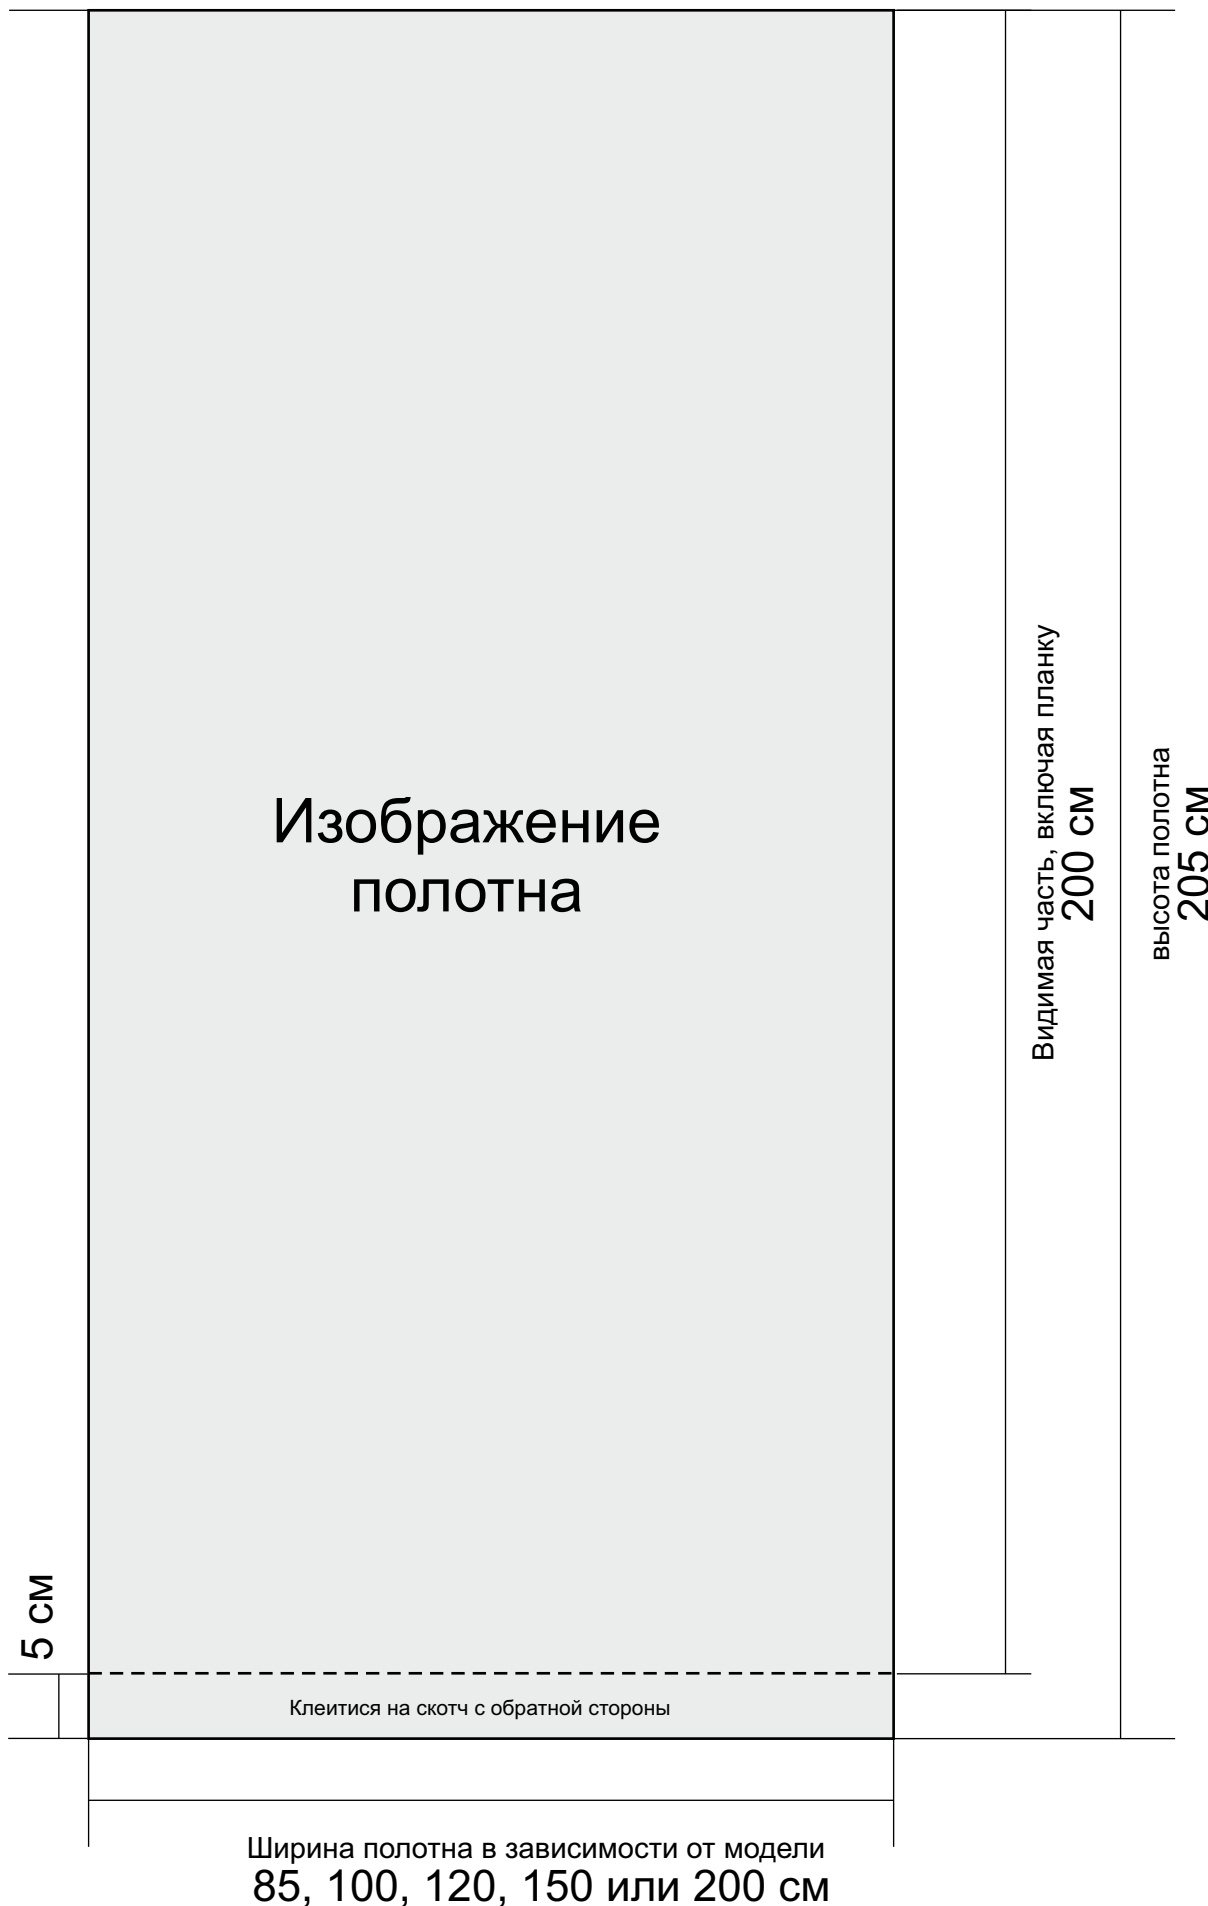 Изображение
полотна
Видимая часть, включая планку
200 см
высота полотна
205 см
5 см
Клеитися на скотч с обратной стороны
Ширина полотна в зависимости от модели
85, 100, 120, 150 или 200 см